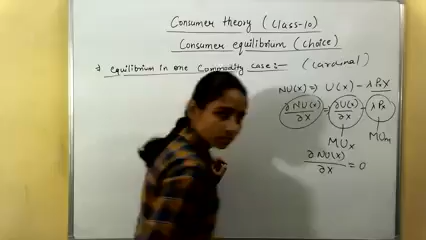 Consumer theory (class-10)
Consumer equilibrium (choice)
* Equilibrium in one Commodity case:- (Cardinal)
NU(x) => U(x) - λPx X
∂NU(x)/∂x = ∂U(x)/∂x - λPx
MUx MUm
∂NU(x)/∂x = 0